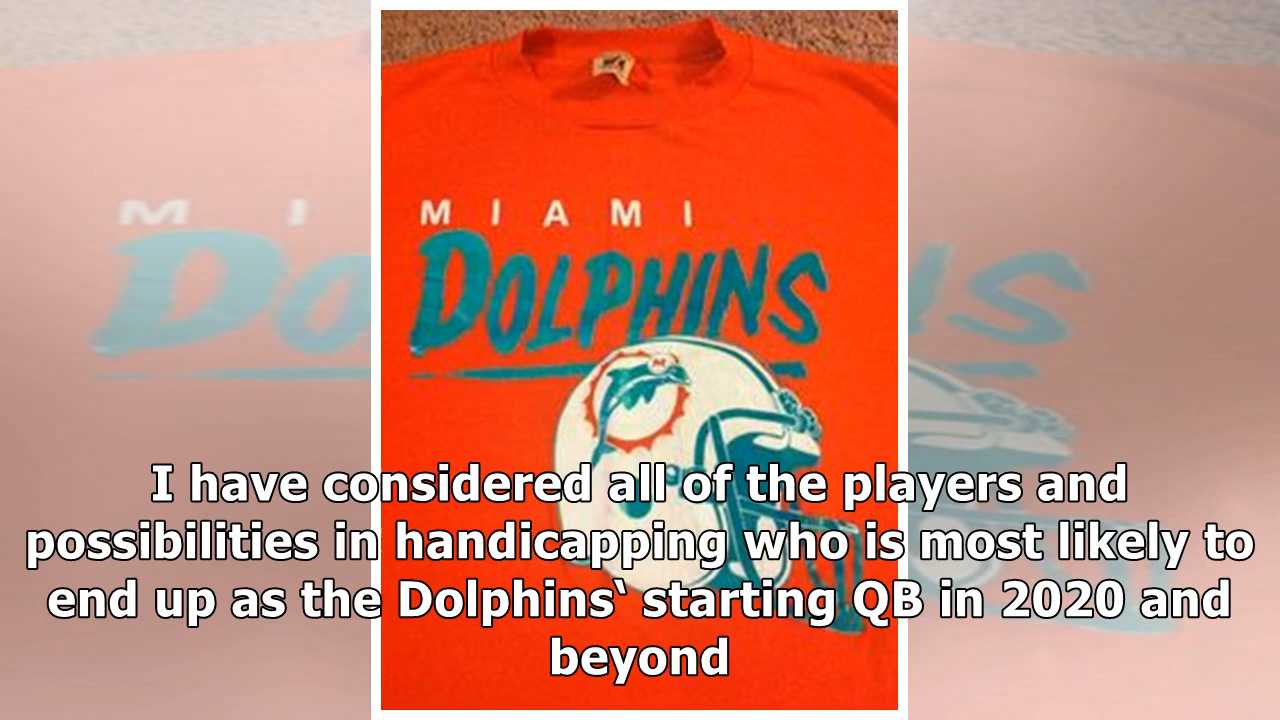 M I A M I
DOLPHINS
I have considered all of the players and
possibilities in handicapping who is most likely to
end up as the Dolphins‘ starting QB in 2020 and
beyond